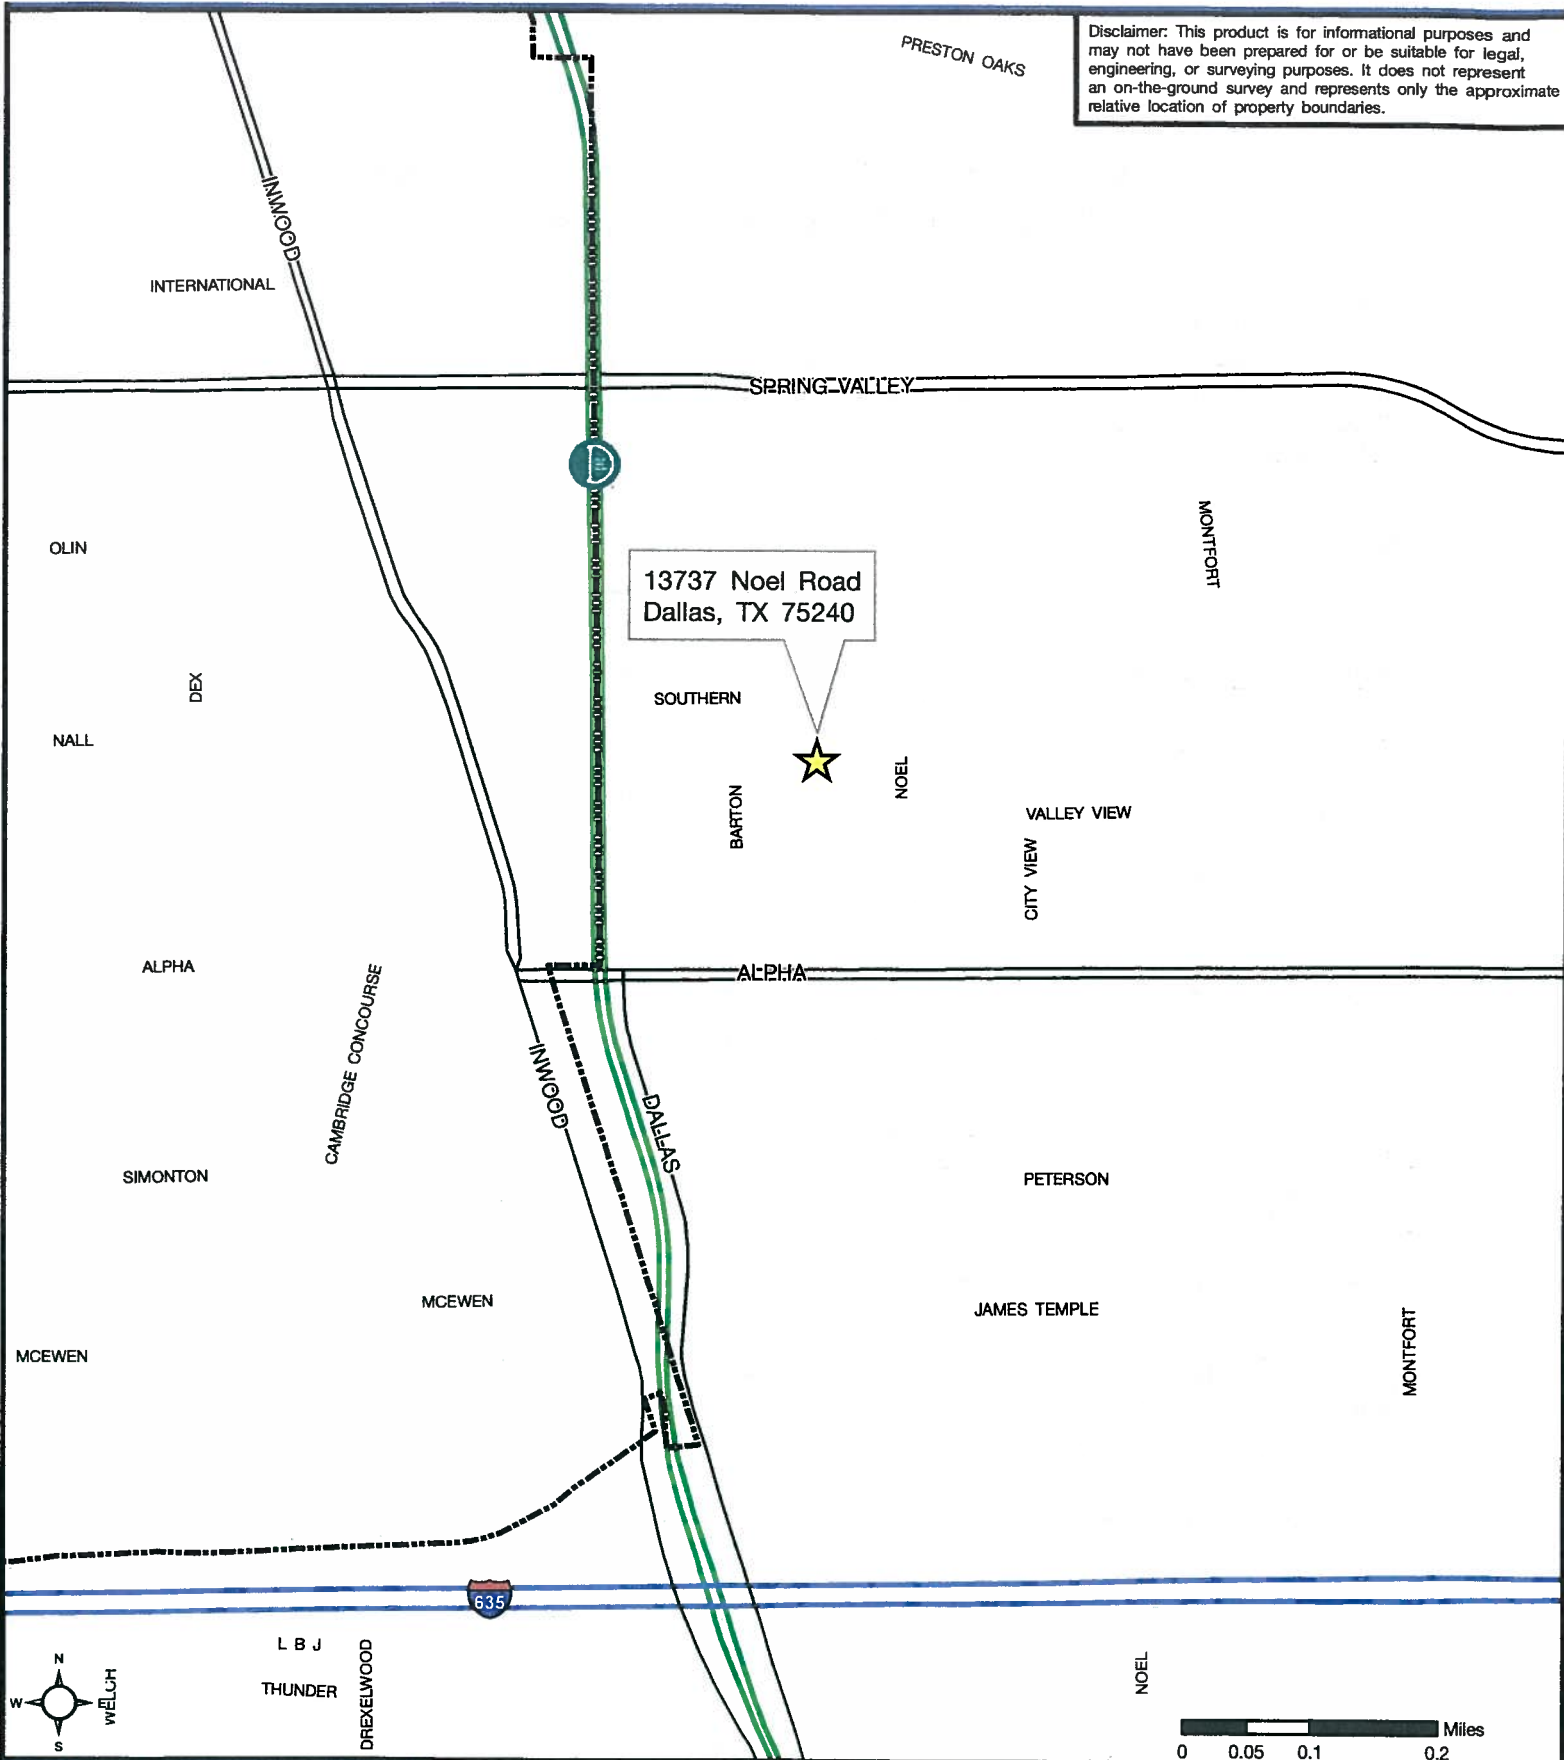 PRESTON OAKS
Disclaimer: This product is for informational purposes and
may not have been prepared for or be suitable for legal,
engineering, or surveying purposes. It does not represent
an on-the-ground survey and represents only the approximate
relative location of property boundaries.
INWOOD
INTERNATIONAL
SPRING VALLEY
D
MONTFORT
OLIN
13737 Noel Road
Dallas, TX 75240
DEX
SOUTHERN
NALL
NOEL
BARTON
VALLEY VIEW
CITY VIEW
ALPHA
ALPHA
CAMBRIDGE CONCOURSE
INWOOD
DALLAS
SIMONTON
PETERSON
MCEWEN
JAMES TEMPLE
MCEWEN
MONTFORT
635
L B J
THUNDER
DREXELWOOD
WELCH
NOEL
N
W
E
S
Miles
0
0.05
0.1
0.2